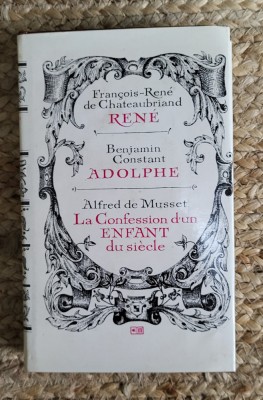 François-René
de Chateaubriand
RENÉ
Benjamin
Constant
ADOLPHE
Alfred de Musset
La Confession d'un
ENFANT
du siècle